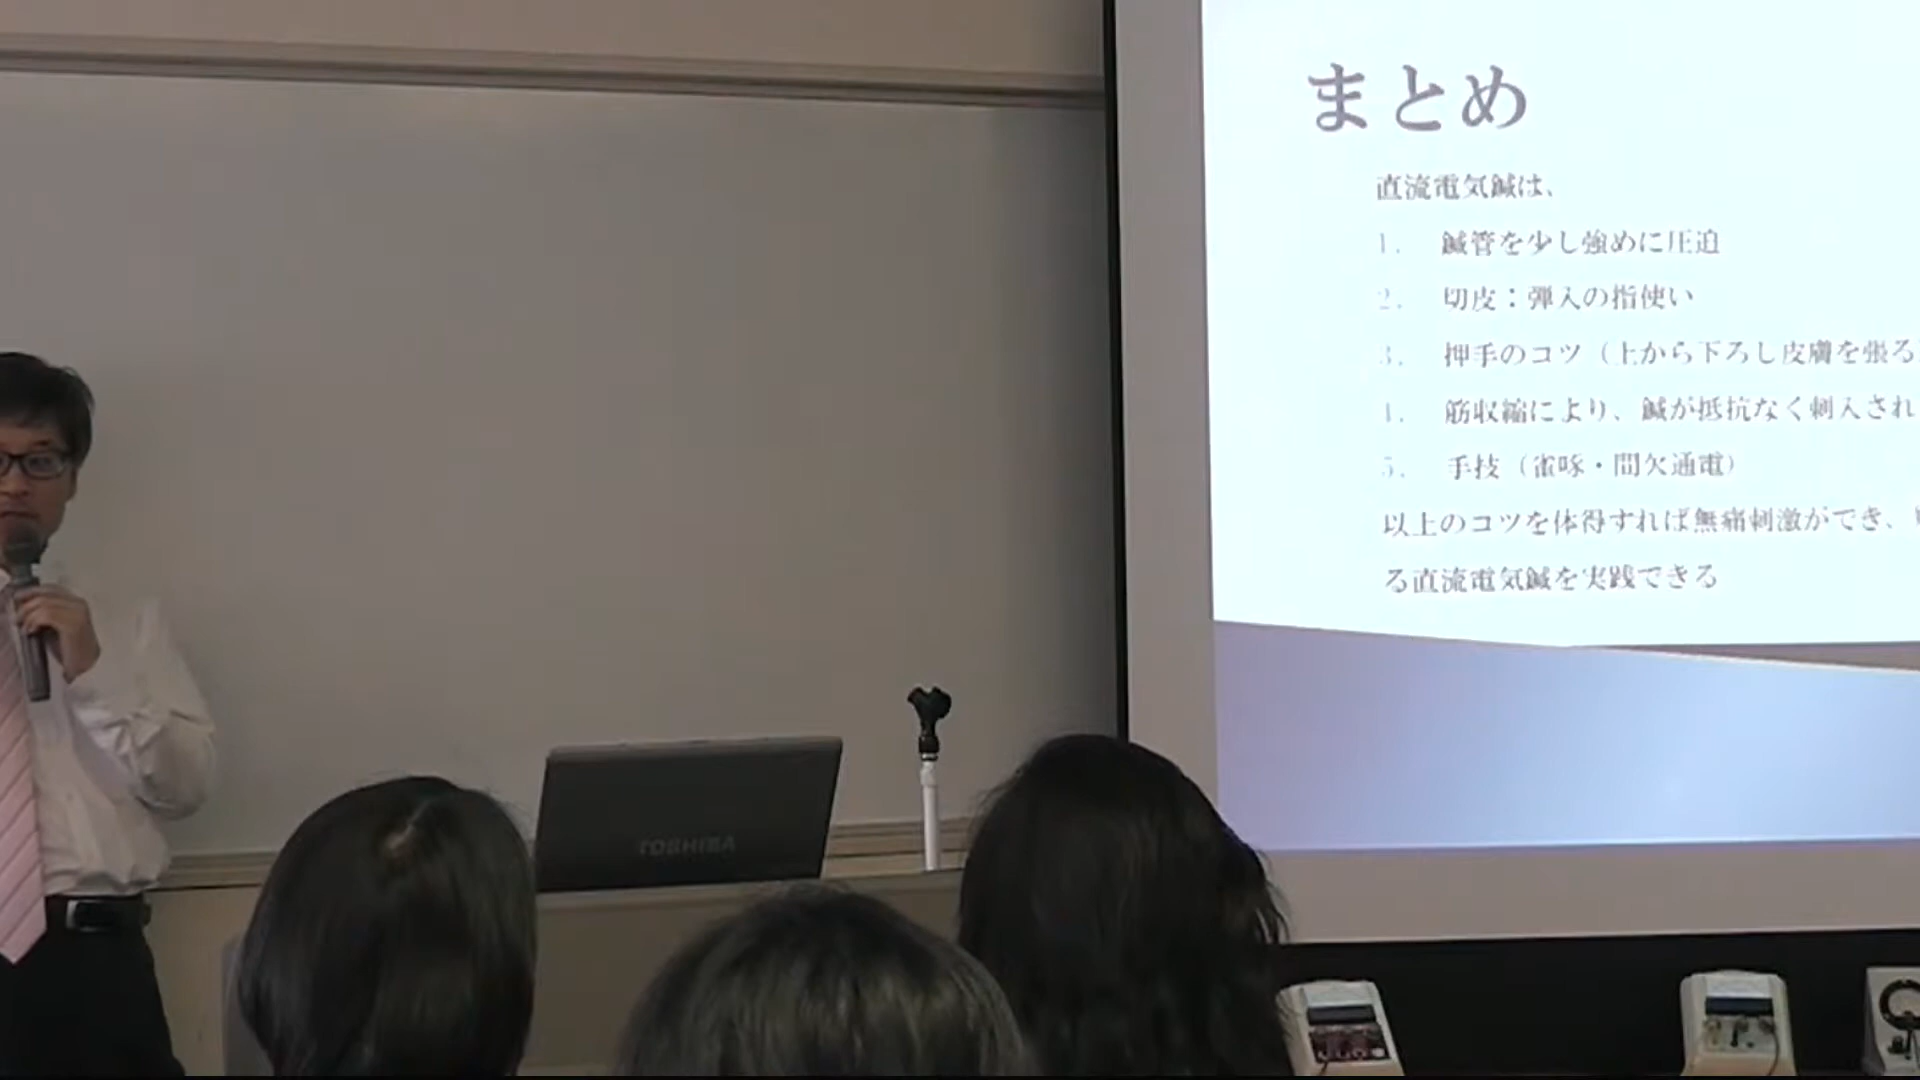 まとめ
直流電気鍼は、
1. 鍼管を少し強めに圧迫
2. 切皮：弾入の指使い
3. 押手のコツ（上から下ろし皮膚を張る
4. 筋収縮により、鍼が抵抗なく刺入され
5. 手技（雀啄・間欠通電）
以上のコツを体得すれば無痛刺激ができ、
る直流電気鍼を実践できる
TOSHIBA